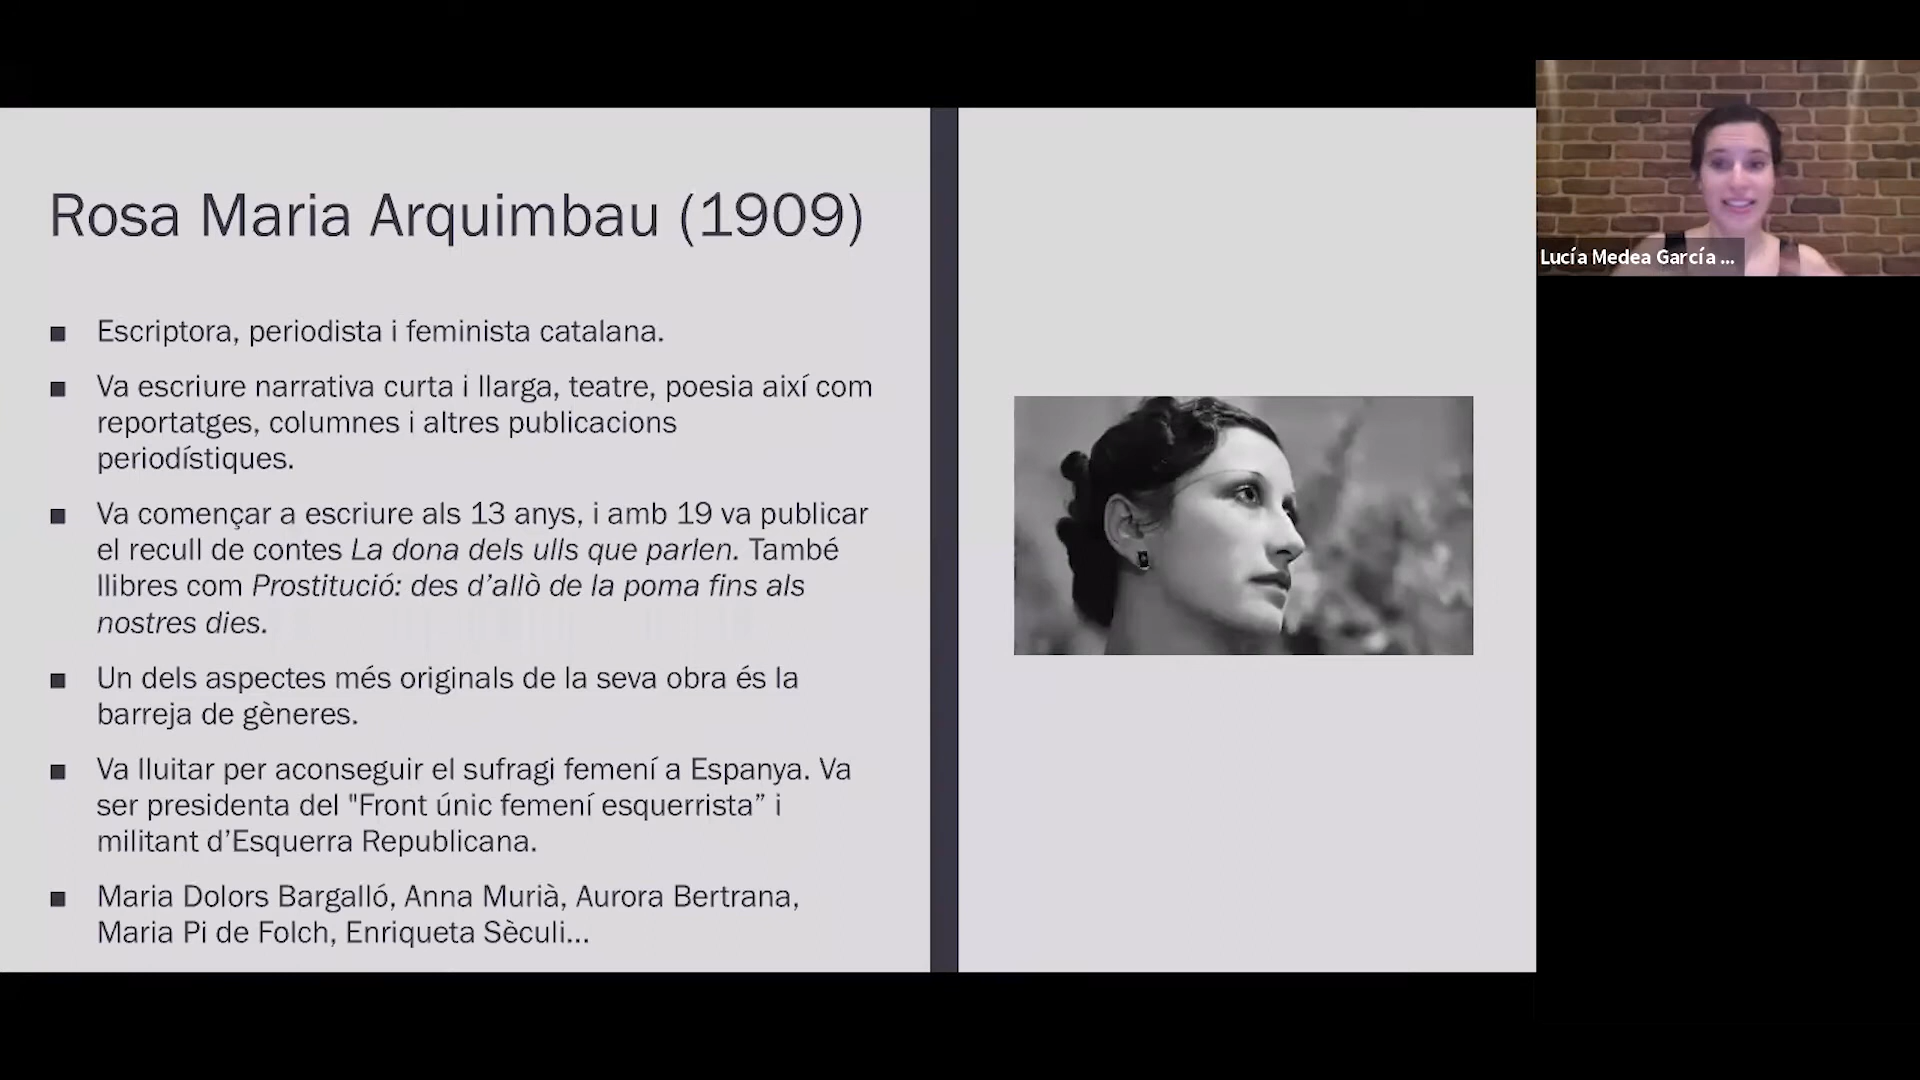 Rosa Maria Arquimbau (1909)
■ Escriptora, periodista i feminista catalana.
■ Va escriure narrativa curta i llarga, teatre, poesia així com
reportatges, columnes i altres publicacions
periodístiques.
■ Va començar a escriure als 13 anys, i amb 19 va publicar
el recull de contes La dona dels ulls que parlen. També
llibres com Prostitució: des d’allò de la poma fins als
nostres dies.
■ Un dels aspectes més originals de la seva obra és la
barreja de gèneres.
■ Va lluitar per aconseguir el sufragi femení a Espanya. Va
ser presidenta del "Front únic femení esquerrista” i
militant d’Esquerra Republicana.
■ Maria Dolors Bargalló, Anna Murià, Aurora Bertrana,
Maria Pi de Folch, Enriqueta Sèculi...
Lucía Medea García ...